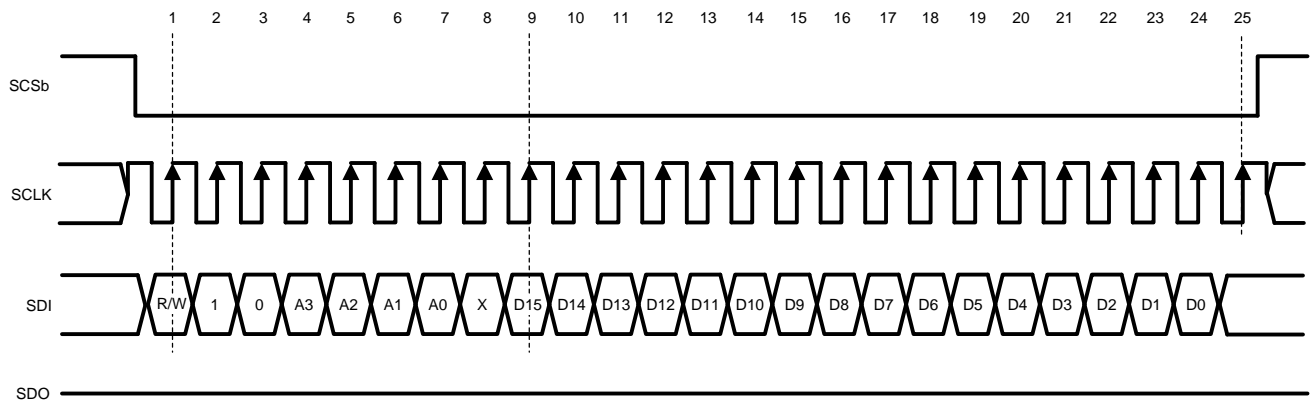 1 2 3 4 5 6 7 8 9 10 11 12 13 14 15 16 17 18 19 20 21 22 23 24 25
SCSb
SCLK
SDI R/W 1 0 A3 A2 A1 A0 X D15 D14 D13 D12 D11 D10 D9 D8 D7 D6 D5 D4 D3 D2 D1 D0
SDO